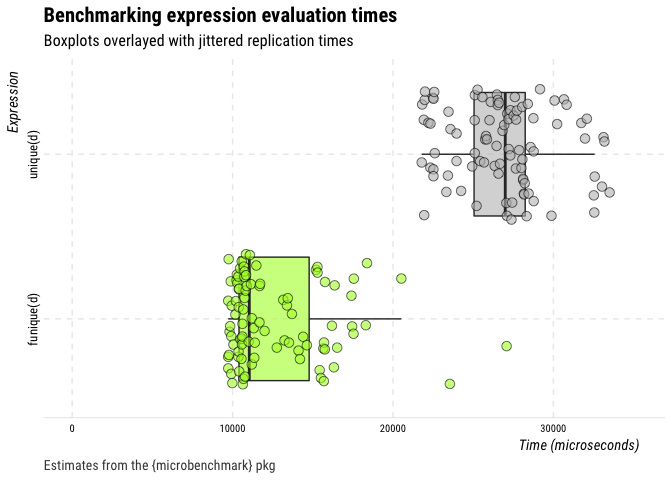 Benchmarking expression evaluation times
Boxplots overlayed with jittered replication times
Expression
unique(d)
funique(d)
0 10000 20000 30000
Time (microseconds)
Estimates from the {microbenchmark} pkg